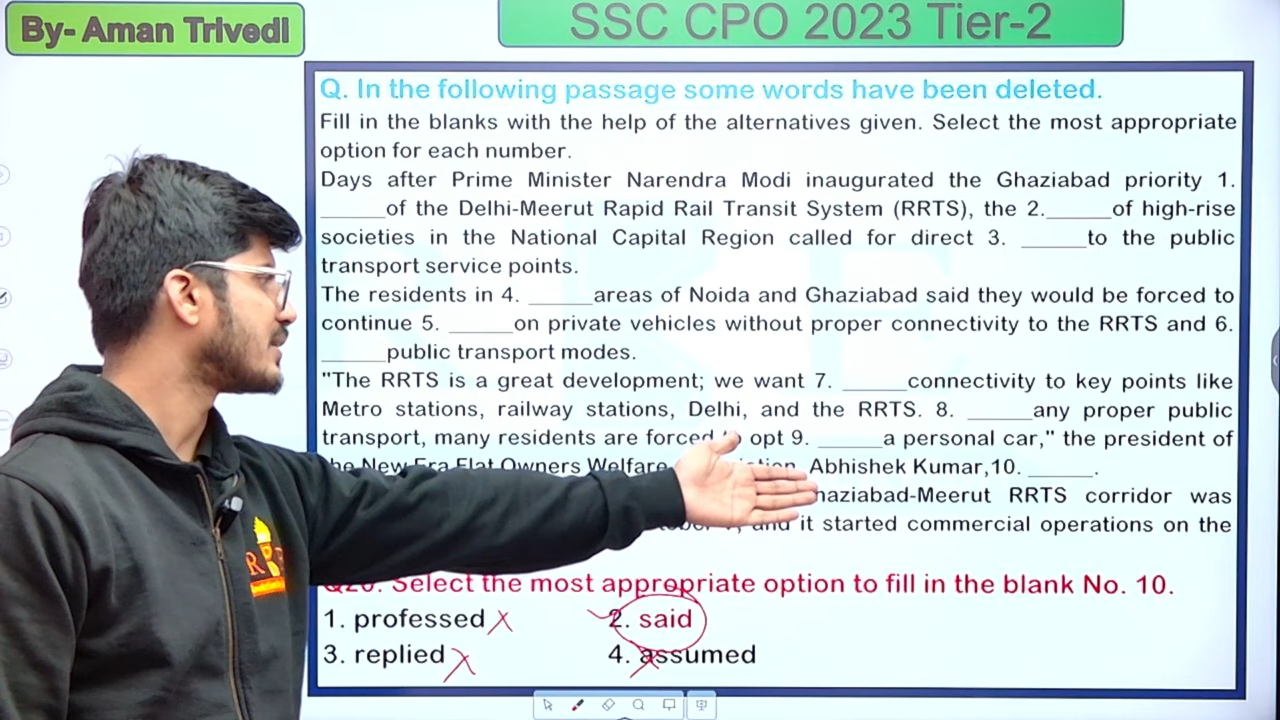 By- Aman Trivedi
SSC CPO 2023 Tier-2
Q. In the following passage some words have been deleted.
Fill in the blanks with the help of the alternatives given. Select the most appropriate
option for each number.
Days after Prime Minister Narendra Modi inaugurated the Ghaziabad priority 1.
______of the Delhi-Meerut Rapid Rail Transit System (RRTS), the 2.______of high-rise
societies in the National Capital Region called for direct 3. ______to the public
transport service points.
The residents in 4. ______areas of Noida and Ghaziabad said they would be forced to
continue 5. ______on private vehicles without proper connectivity to the RRTS and 6.
______public transport modes.
"The RRTS is a great development; we want 7. ______connectivity to key points like
Metro stations, railway stations, Delhi, and the RRTS. 8. ______any proper public
transport, many residents are forced to opt 9. ______a personal car," the president of
the New Era Flat Owners Welfare Abhishek Kumar,10. ______.
RRTS corridor was
and it started commercial operations on the
Select the most appropriate option to fill in the blank No. 10.
1. professed 2. said
3. replied 4. assumed